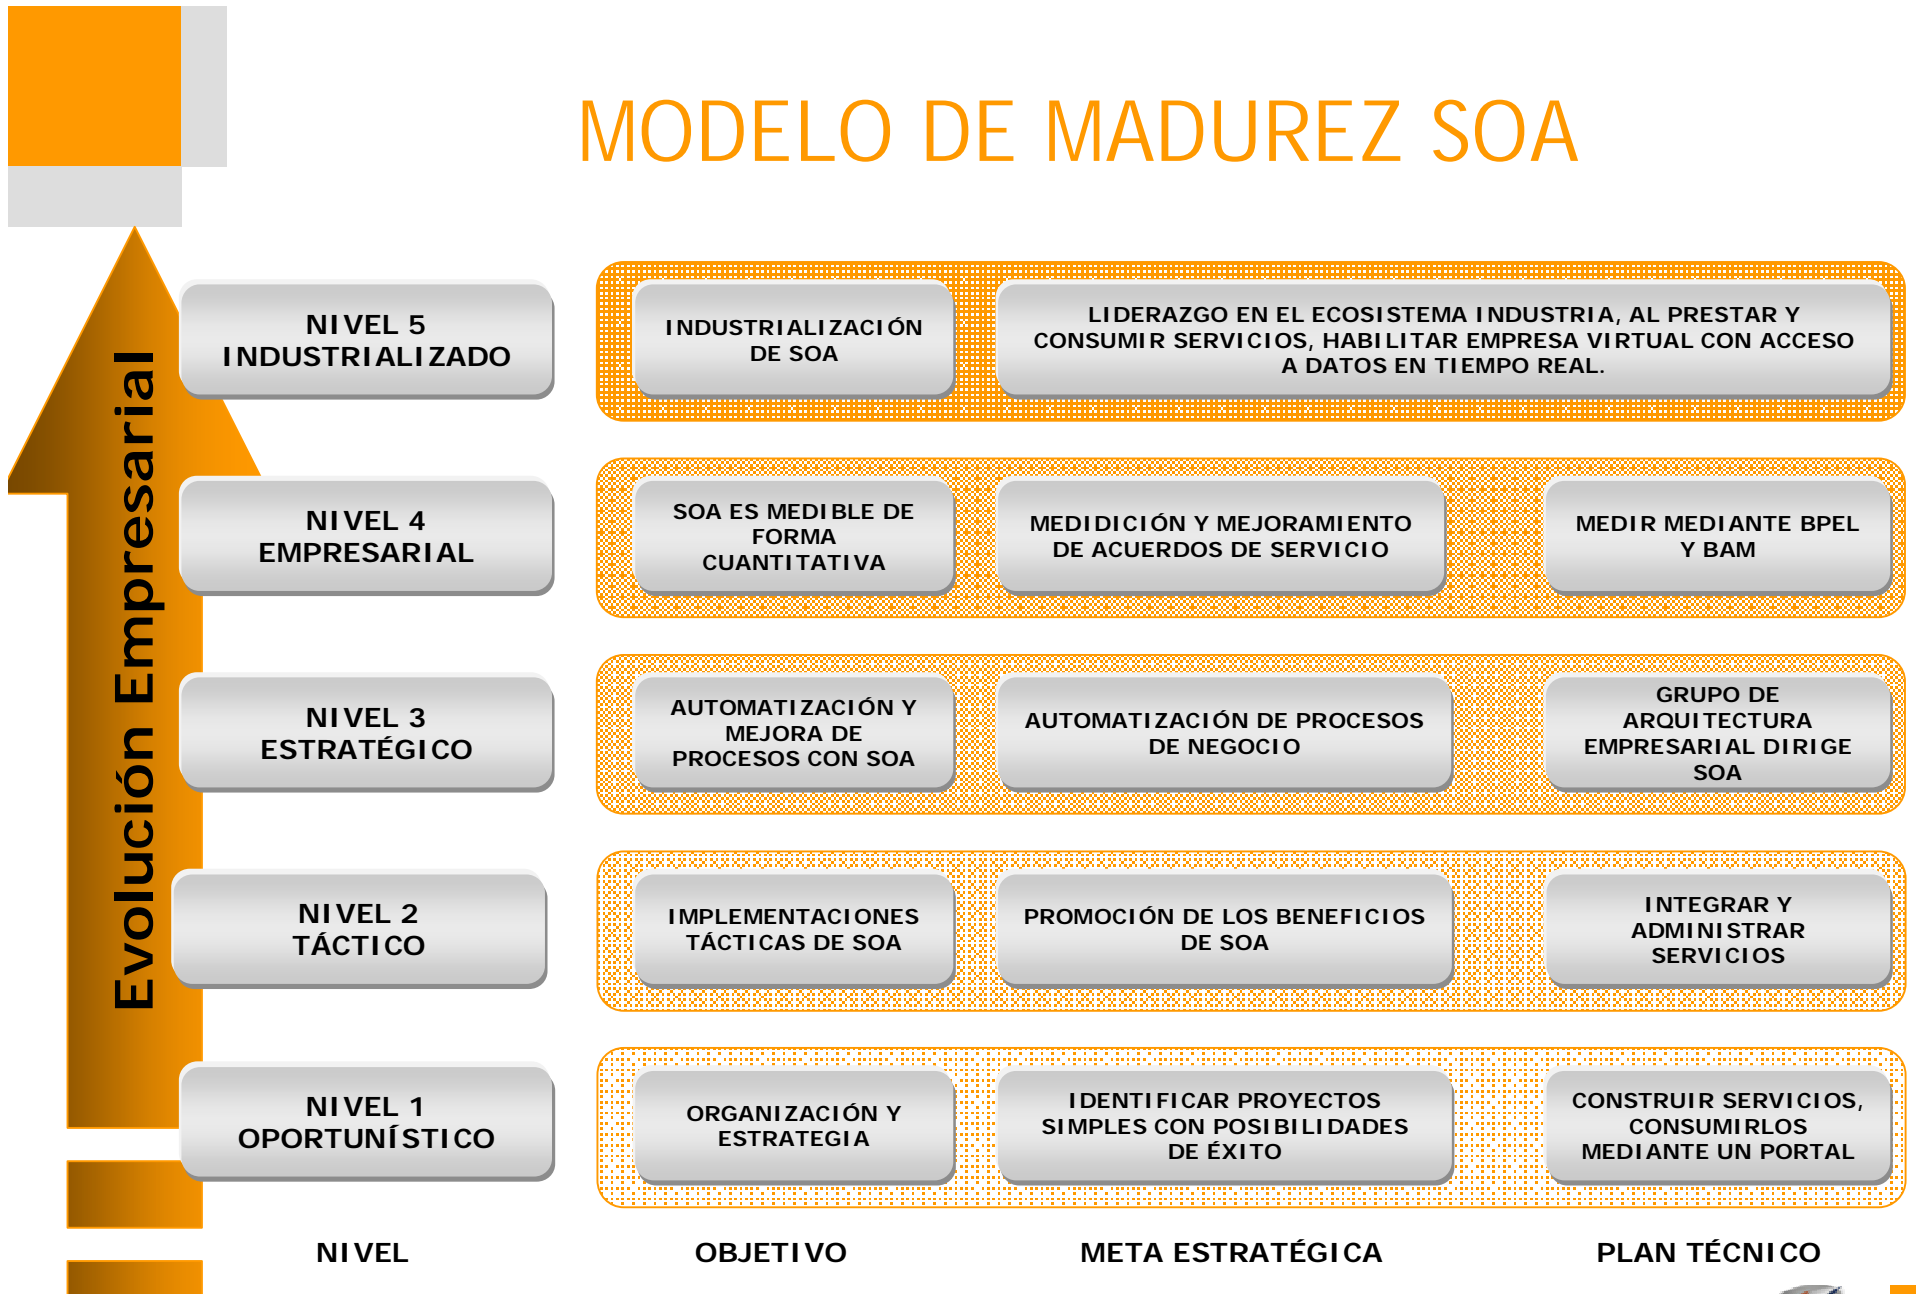 MODELO DE MADUREZ SOA
Evolución Empresarial
NIVEL 5
INDUSTRIALIZADO
INDUSTRIALIZACIÓN
DE SOA
LIDERAZGO EN EL ECOSISTEMA INDUSTRIA, AL PRESTAR Y
CONSUMIR SERVICIOS, HABILITAR EMPRESA VIRTUAL CON ACCESO
A DATOS EN TIEMPO REAL.
NIVEL 4
EMPRESARIAL
SOA ES MEDIBLE DE
FORMA
CUANTITATIVA
MEDIDICIÓN Y MEJORAMIENTO
DE ACUERDOS DE SERVICIO
MEDIR MEDIANTE BPEL
Y BAM
NIVEL 3
ESTRATÉGICO
AUTOMATIZACIÓN Y
MEJORA DE
PROCESOS CON SOA
AUTOMATIZACIÓN DE PROCESOS
DE NEGOCIO
GRUPO DE
ARQUITECTURA
EMPRESARIAL DIRIGE
SOA
NIVEL 2
TÁCTICO
IMPLEMENTACIONES
TÁCTICAS DE SOA
PROMOCIÓN DE LOS BENEFICIOS
DE SOA
INTEGRAR Y
ADMINISTRAR
SERVICIOS
NIVEL 1
OPORTUNÍSTICO
ORGANIZACIÓN Y
ESTRATEGIA
IDENTIFICAR PROYECTOS
SIMPLES CON POSIBILIDADES
DE ÉXITO
CONSTRUIR SERVICIOS,
CONSUMIRLOS
MEDIANTE UN PORTAL
NIVEL
OBJETIVO
META ESTRATÉGICA
PLAN TÉCNICO